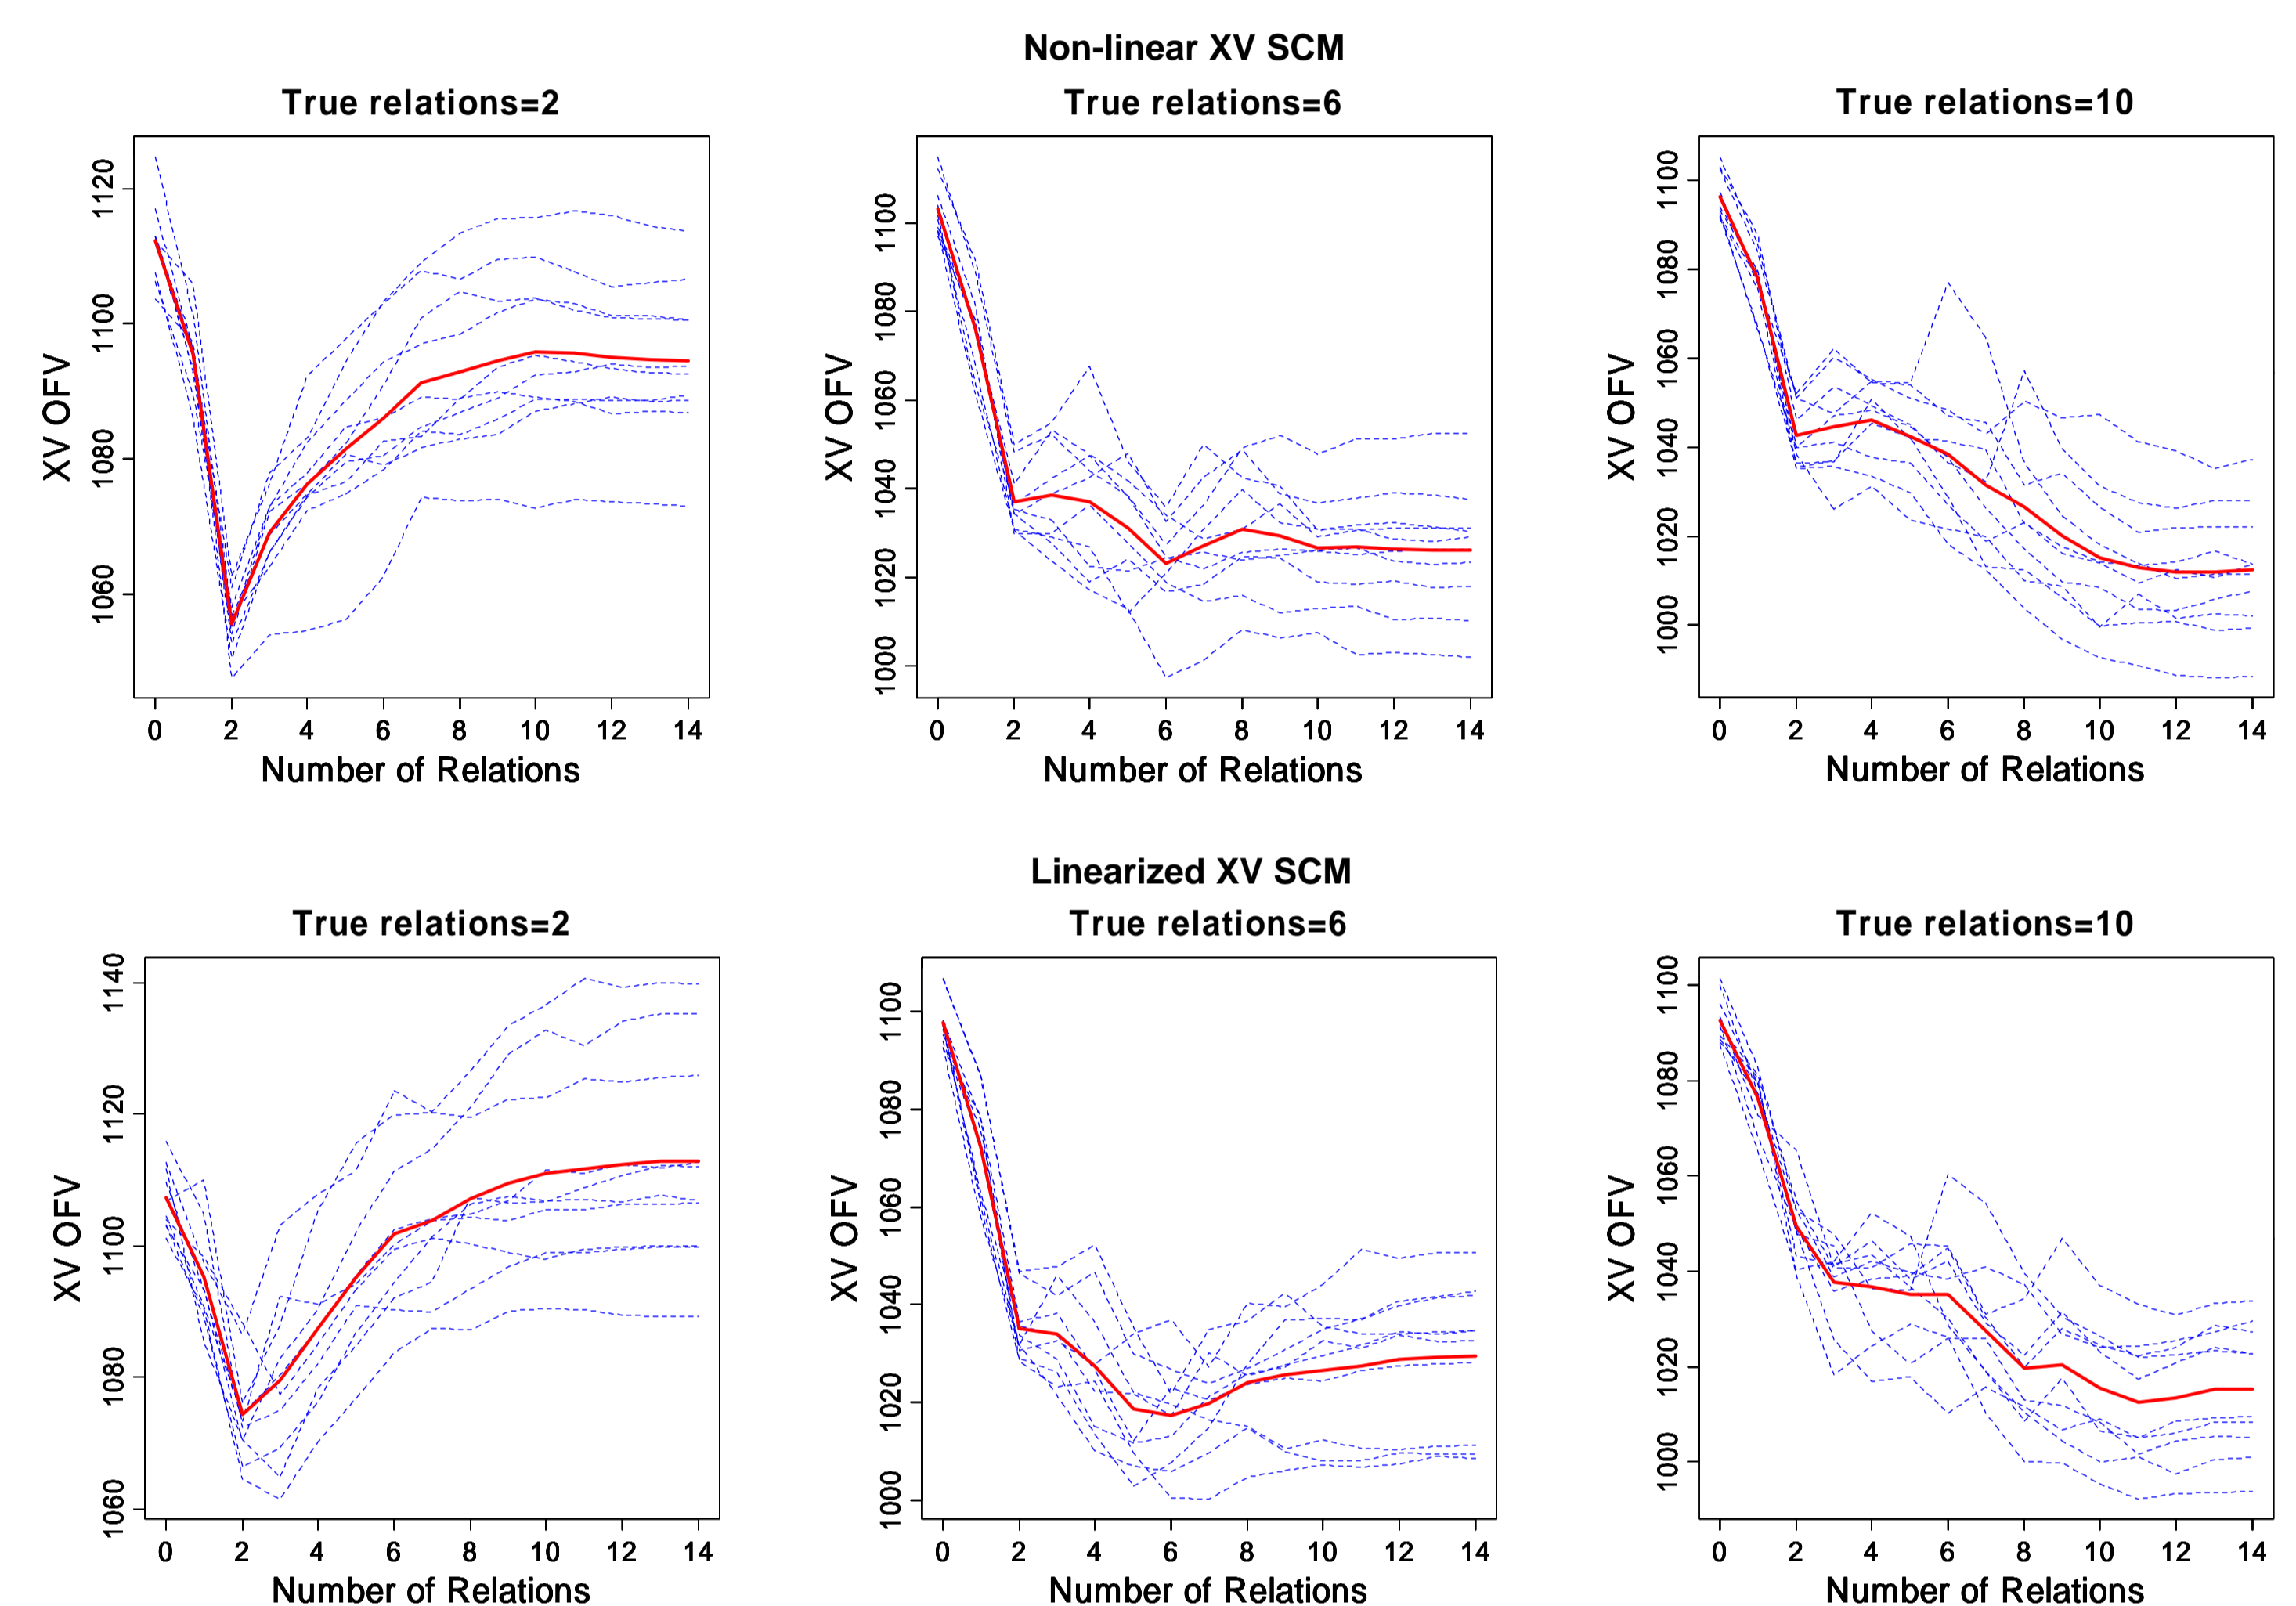 Non-linear XV SCM
True relations=2
True relations=6
True relations=10
XV OFV
1060 1080 1100 1120
0 2 4 6 8 10 12 14
Number of Relations
XV OFV
1000 1020 1040 1060 1080 1100
0 2 4 6 8 10 12 14
Number of Relations
XV OFV
1000 1020 1040 1060 1080 1100
0 2 4 6 8 10 12 14
Number of Relations
Linearized XV SCM
True relations=2
True relations=6
True relations=10
XV OFV
1060 1080 1100 1120 1140
0 2 4 6 8 10 12 14
Number of Relations
XV OFV
1000 1020 1040 1060 1080 1100
0 2 4 6 8 10 12 14
Number of Relations
XV OFV
1000 1020 1040 1060 1080 1100
0 2 4 6 8 10 12 14
Number of Relations